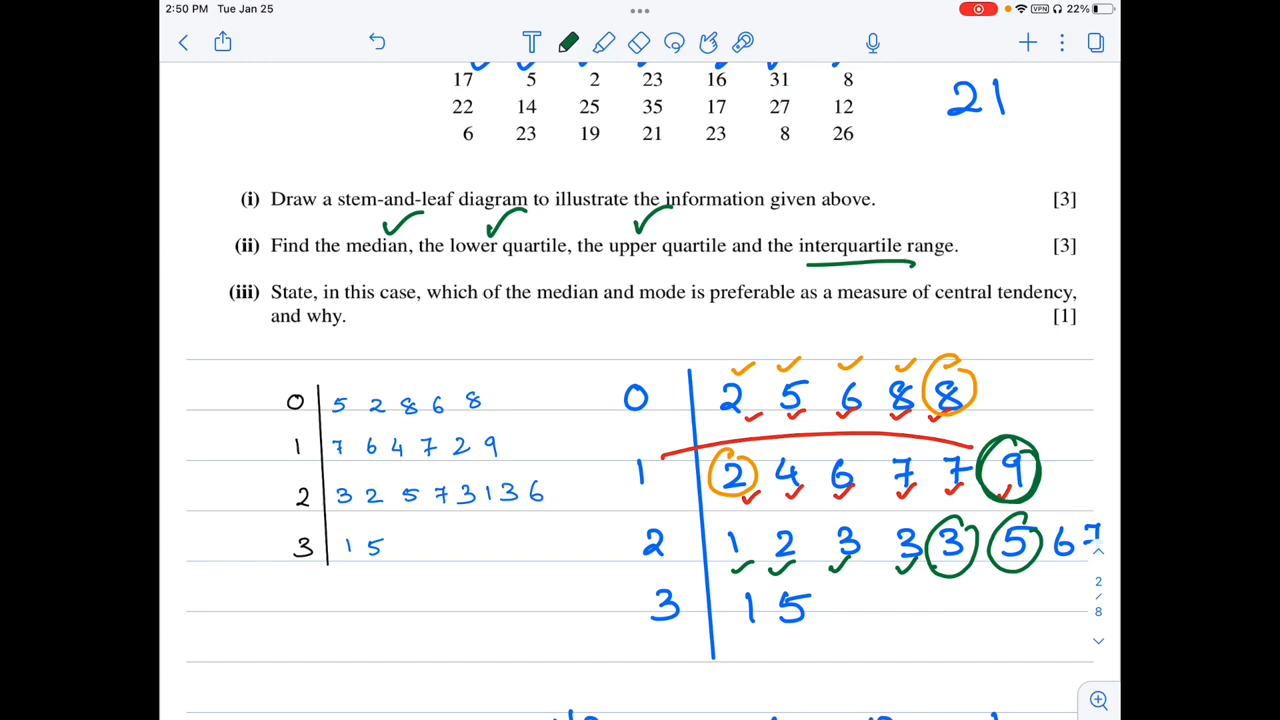 2:50 PM Tue Jan 25
VPN 22%
T
17 5 2 23 16 31 8
22 14 25 35 17 27 12
6 23 19 21 23 8 26
21
(i) Draw a stem-and-leaf diagram to illustrate the information given above. [3]
(ii) Find the median, the lower quartile, the upper quartile and the interquartile range. [3]
(iii) State, in this case, which of the median and mode is preferable as a measure of central tendency,
and why. [1]
0 5 2 8 6 8
1 7 6 4 7 2 9
2 3 2 5 7 3 1 3 6
3 1 5
0 2 5 6 8 8
1 2 4 6 7 7 9
2 1 2 3 3 3 5 6 7
3 1 5
2
/
8